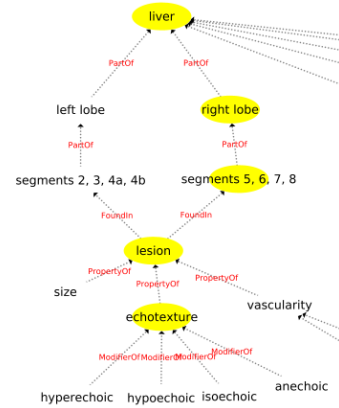 liver
PartOf PartOf
left lobe right lobe
PartOf PartOf
segments 2, 3, 4a, 4b segments 5, 6, 7, 8
FoundIn FoundIn
lesion
PropertyOf PropertyOf PropertyOf
size vascularity
echotexture
ModifierOf ModifierOf ModifierOf ModifierOf
hyperechoic hypoechoic isoechoic anechoic